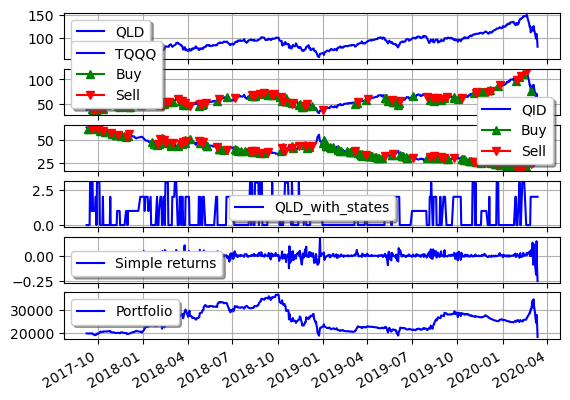 150
QLD
100
TQQQ
Buy
100
Sell
50
QID
Buy
50
Sell
25
2.5
QLD_with_states
0.0
0.00
Simple returns
−0.25
Portfolio
30000
20000
2017-10
2018-01
2018-04
2018-07
2018-10
2019-01
2019-04
2019-07
2019-10
2020-01
2020-04